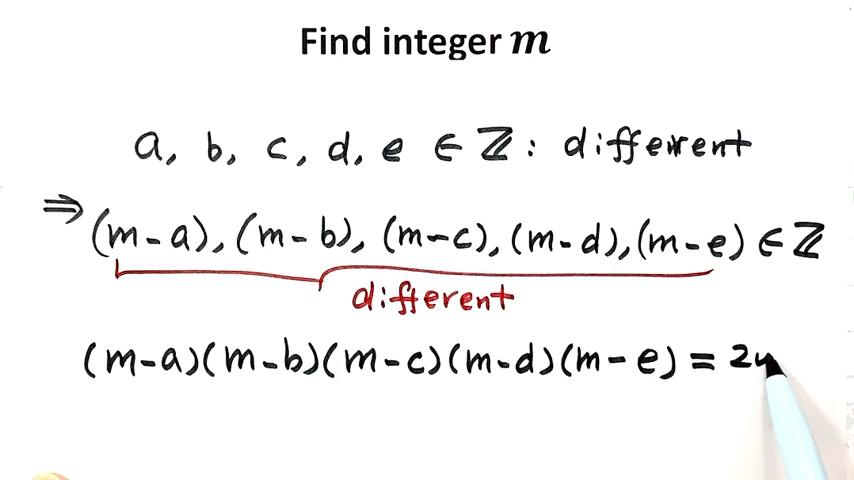 Find integer m
a, b, c, d, e ∈ ℤ : different
⇒ (m-a), (m-b), (m-c), (m-d), (m-e) ∈ ℤ
different
(m-a)(m-b)(m-c)(m-d)(m-e) = 2